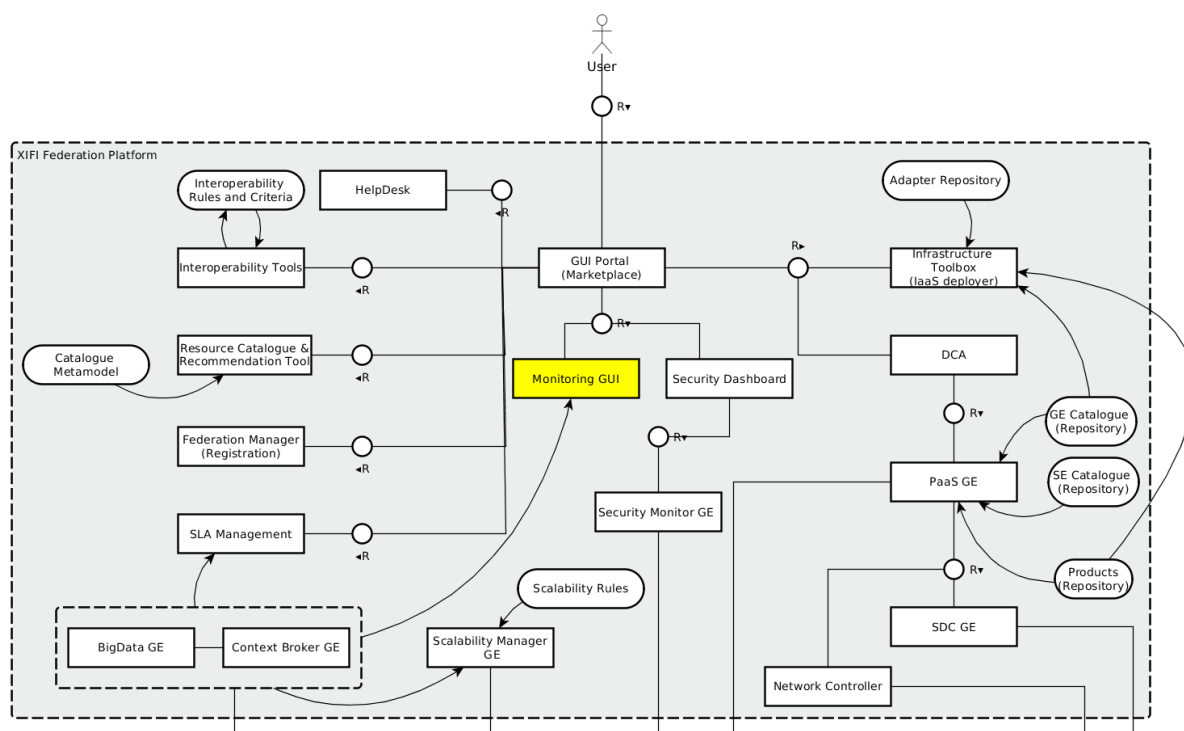 User
R▾
XIFI Federation Platform
Interoperability
Rules and Criteria
HelpDesk
◂R
Adapter Repository
Interoperability Tools
◂R
GUI Portal
(Marketplace)
R▸
Infrastructure
Toolbox
(IaaS deployer)
R▾
Catalogue
Metamodel
Resource Catalogue &
Recommendation Tool
◂R
Monitoring GUI
Security Dashboard
DCA
R▾
GE Catalogue
(Repository)
Federation Manager
(Registration)
◂R
R▾
PaaS GE
SE Catalogue
(Repository)
SLA Management
◂R
Security Monitor GE
R▾
Products
(Repository)
Scalability Rules
BigData GE
Context Broker GE
Scalability Manager
GE
SDC GE
Network Controller